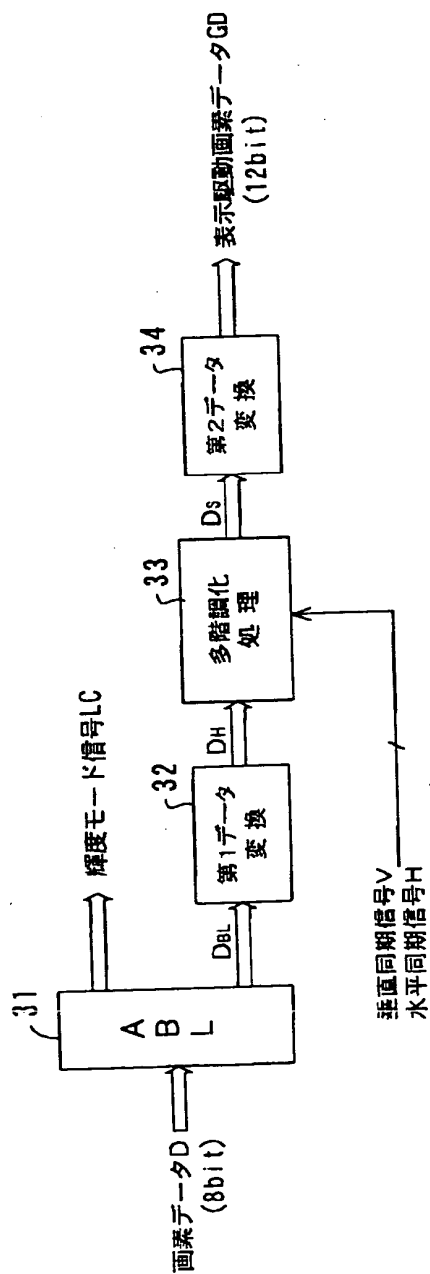 画素データD
(8bit)
31
ABL
輝度モード信号LC
DBL
32
第1データ
変換
DH
33
多階調化
処理
垂直同期信号V
水平同期信号H
DS
34
第2データ
変換
表示駆動画素データGD
(12bit)